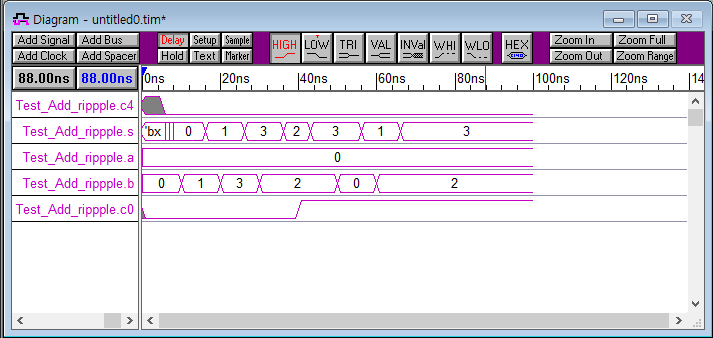 Diagram - untitled0.tim*
Add Signal Add Bus Delay Setup Sample HIGH LOW TRI VAL INVal WHI WLO HEX Zoom In Zoom Full
Add Clock Add Spacer Hold Text Marker Zoom Out Zoom Range
88.00ns 88.00ns 0ns 20ns 40ns 60ns 80ns 100ns 120ns 14
Test_Add_rippple.c4
Test_Add_rippple.s 'bx 0 1 3 2 3 1 3
Test_Add_rippple.a 0
Test_Add_rippple.b 0 1 3 2 0 2
Test_Add_rippple.c0